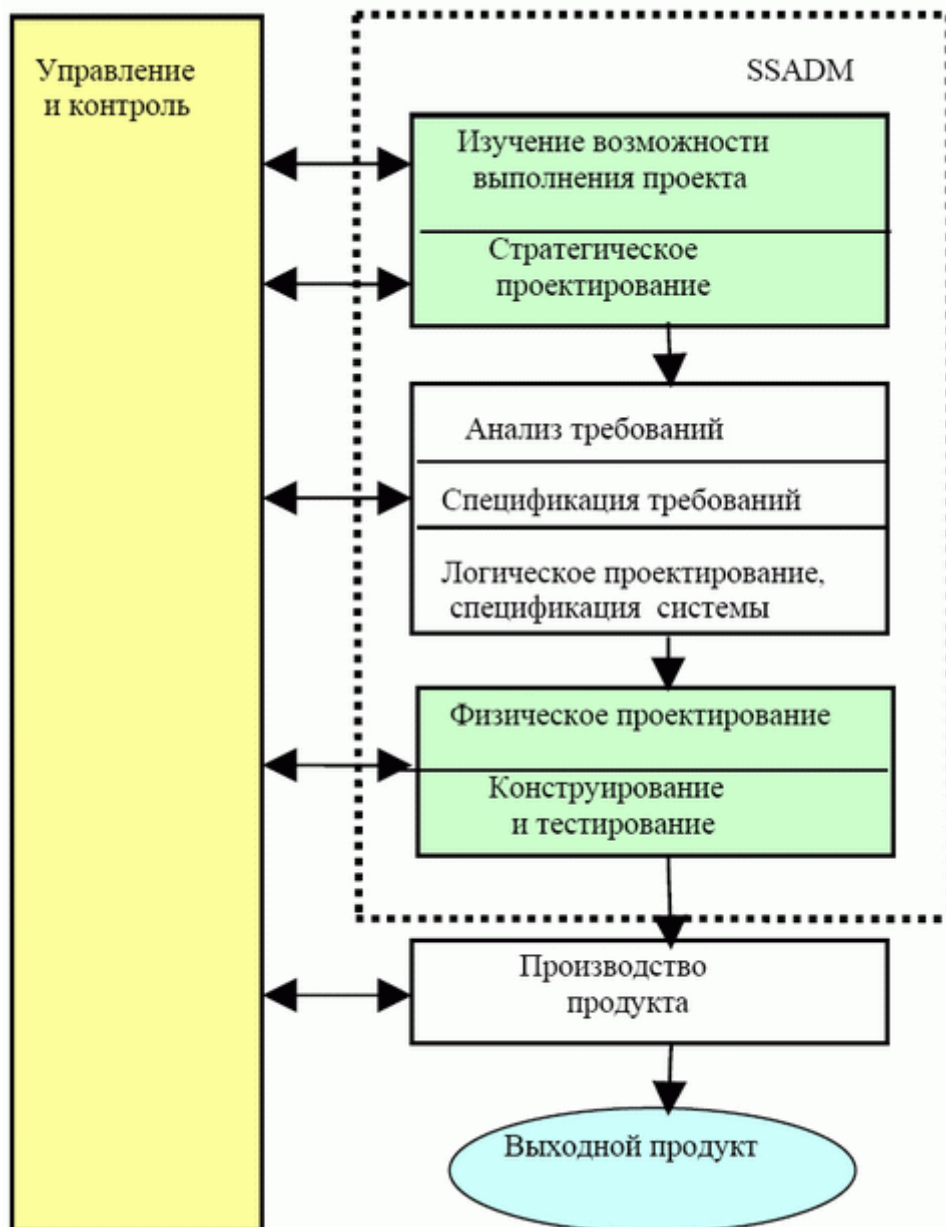 Управление
и контроль
SSADM
Изучение возможности
выполнения проекта
Стратегическое
проектирование
Анализ требований
Спецификация требований
Логическое проектирование,
спецификация системы
Физическое проектирование
Конструирование
и тестирование
Производство
продукта
Выходной продукт